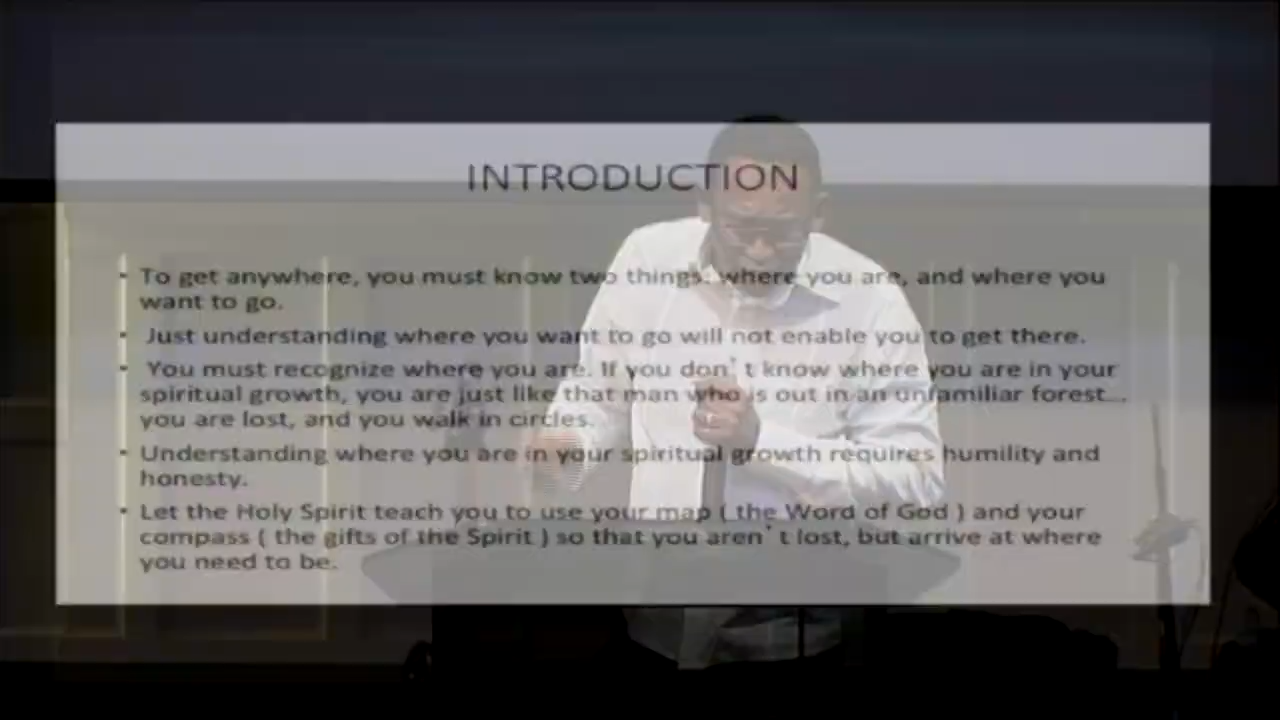 INTRODUCTION
• To get anywhere, you must know two things: where you are, and where you
want to go.
• Just understanding where you want to go will not enable you to get there.
• You must recognize where you are. If you don't know where you are in your
spiritual growth, you are just like that man who is out in an unfamiliar forest...
you are lost, and you walk in circles.
• Understanding where you are in your spiritual growth requires humility and
honesty.
• Let the Holy Spirit teach you to use your map ( the Word of God ) and your
compass ( the gifts of the Spirit ) so that you aren't lost, but arrive at where
you need to be.